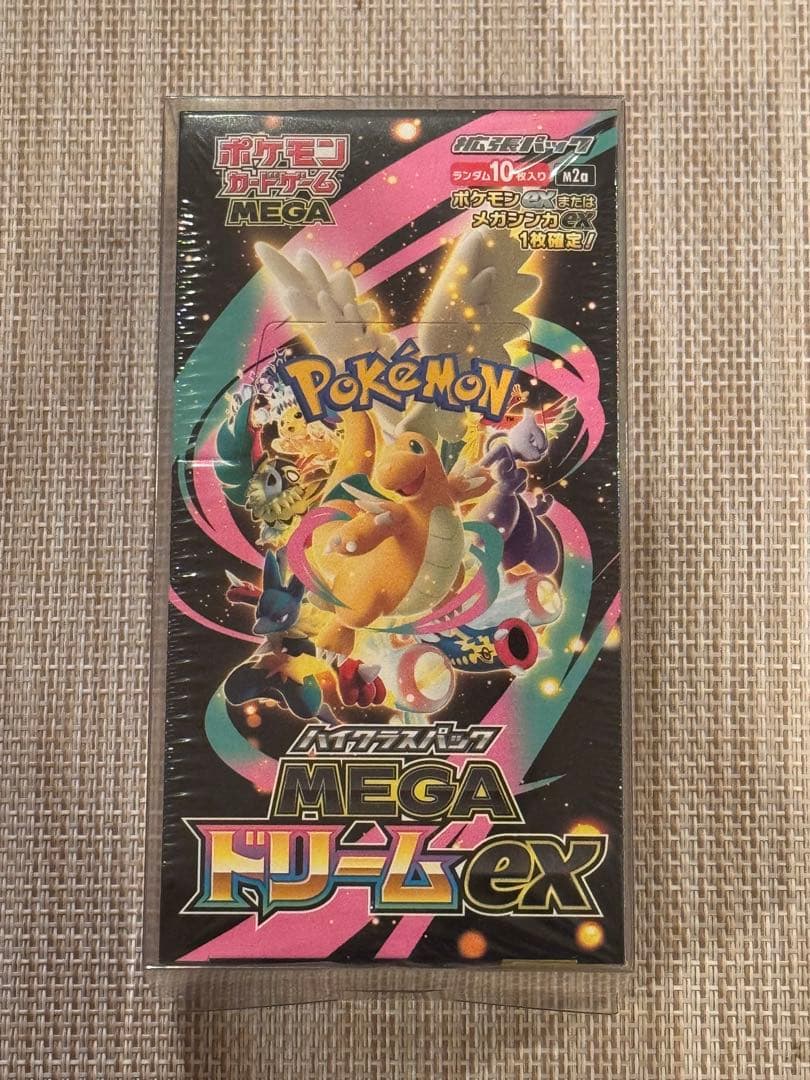 ポケモン
カードゲーム
MEGA
拡張パック
ランダム10枚入り
M2a
ポケモンexまたは
メガシンカex
1枚確定!
POKéMON
TM
ハイクラスパック
MEGA
ドリームex